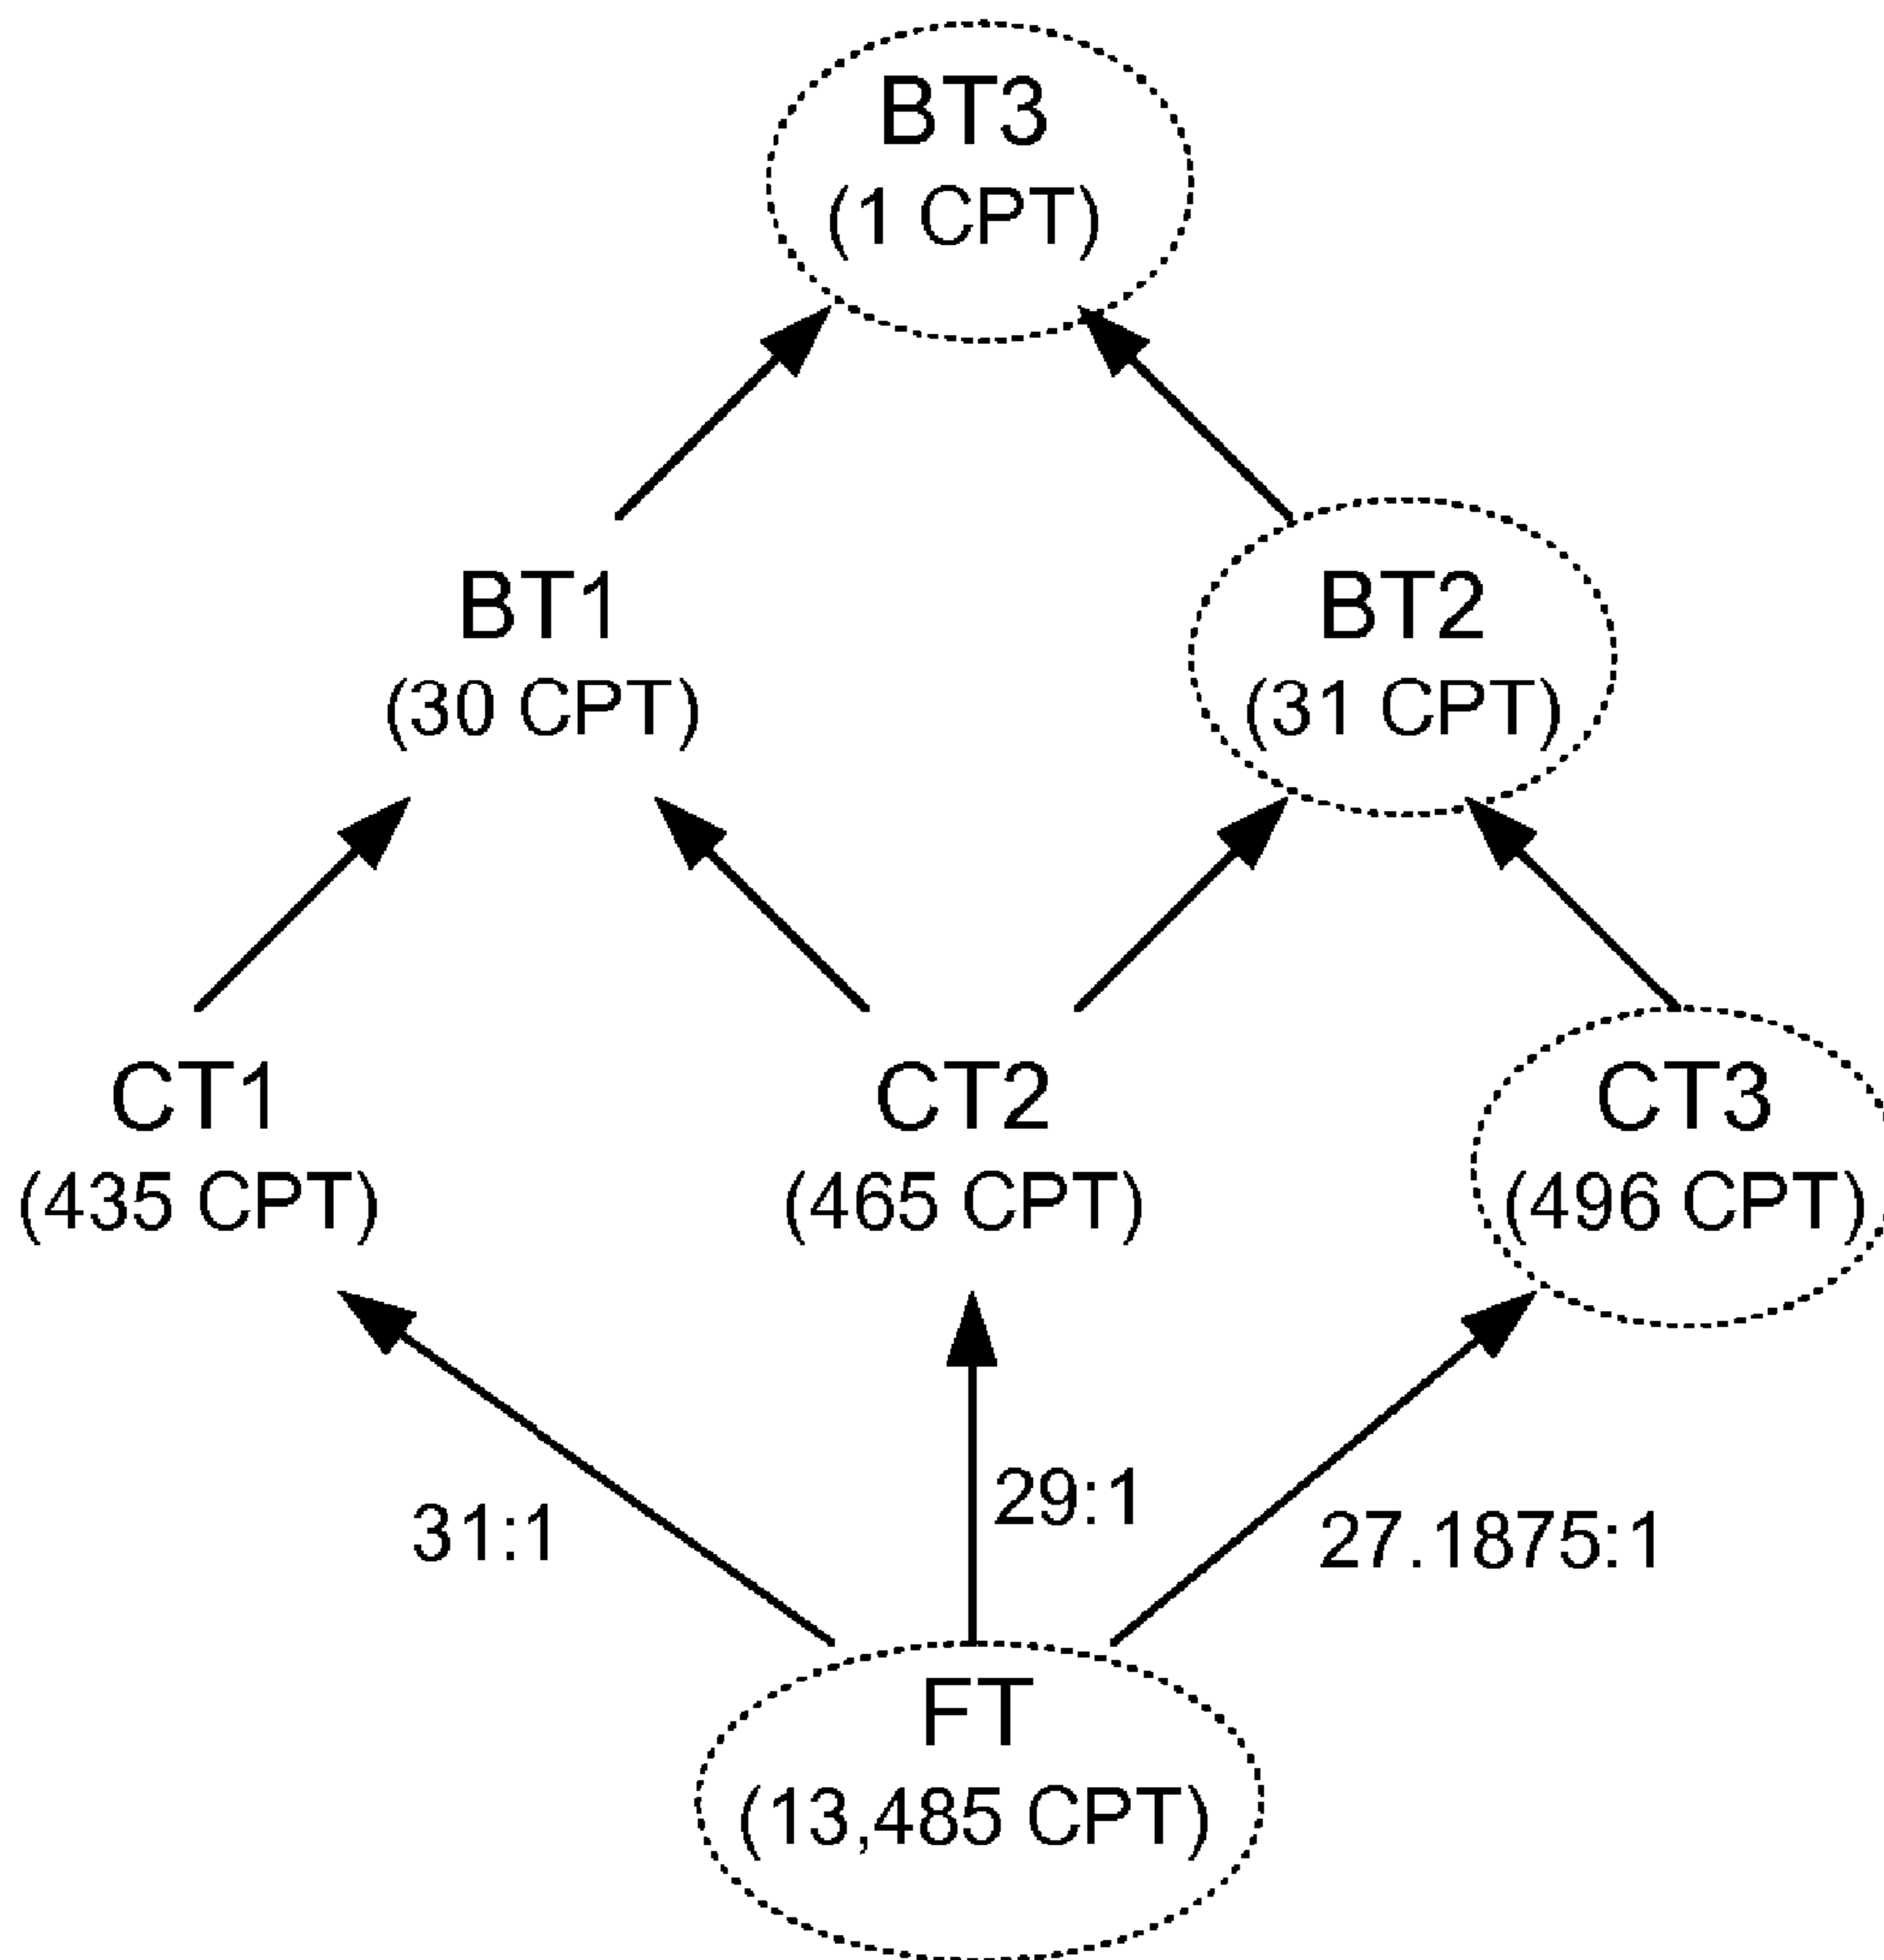 BT3
(1 CPT)
BT1
(30 CPT)
BT2
(31 CPT)
CT1
(435 CPT)
CT2
(465 CPT)
CT3
(496 CPT)
31:1
29:1
27.1875:1
FT
(13,485 CPT)